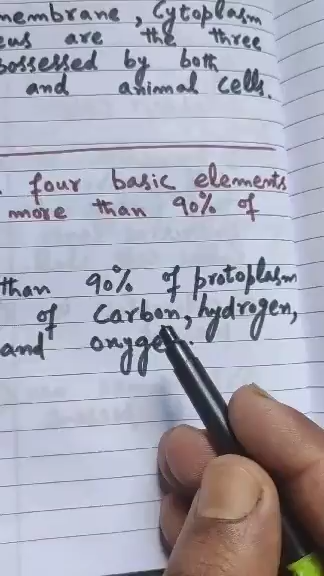 membrane, Cytoplasm
eus are the three
possessed by both
and animal cells.
four basic elements
more than 90% of
than 90% of protoplasm
of Carbon, hydrogen,
and oxygen.